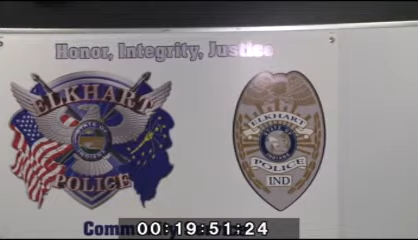 Honor, Integrity, Justice
ELKHART
POLICE
ELKHART
POLICE
IND
00:19:51:24